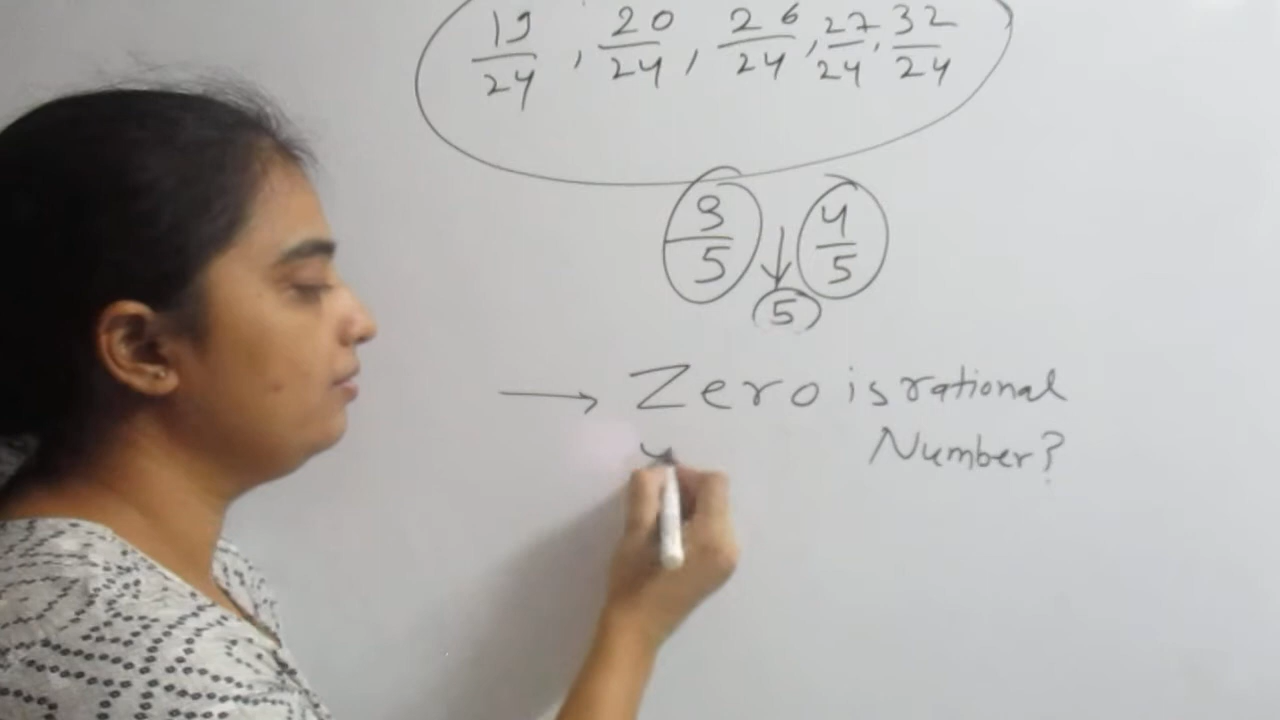 19/24, 20/24, 26/24, 27/24, 32/24
3/5 ↓ 4/5
5
→ Zero is rational
Number?